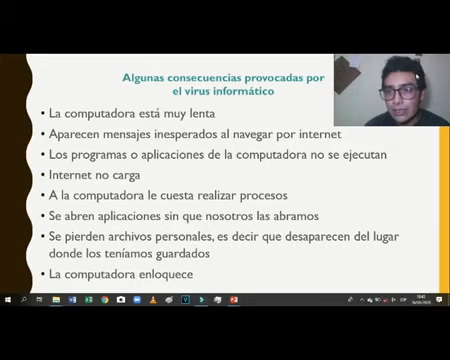 Algunas consecuencias provocadas por
el virus informático
• La computadora está muy lenta
• Aparecen mensajes inesperados al navegar por internet
• Los programas o aplicaciones de la computadora no se ejecutan
• Internet no carga
• A la computadora le cuesta realizar procesos
• Se abren aplicaciones sin que nosotros las abramos
• Se pierden archivos personales, es decir que desaparecen del lugar
donde los teníamos guardados
• La computadora enloquece